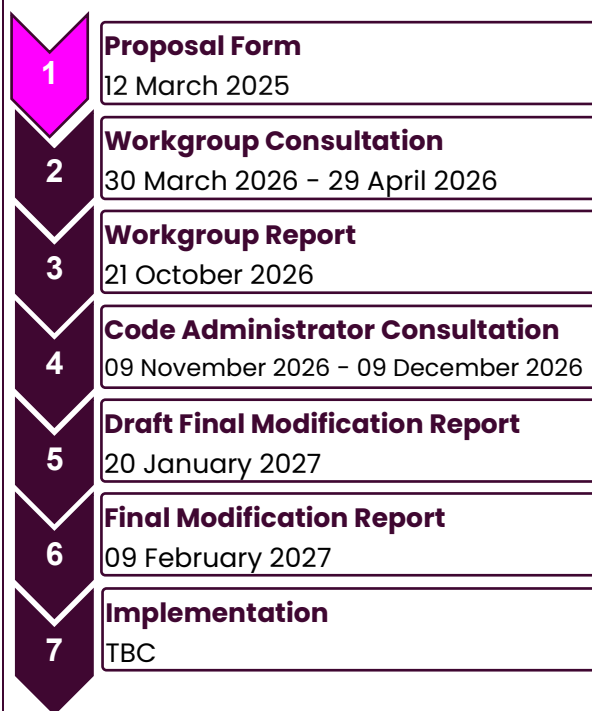 1
Proposal Form
12 March 2025
2
Workgroup Consultation
30 March 2026 - 29 April 2026
3
Workgroup Report
21 October 2026
4
Code Administrator Consultation
09 November 2026 - 09 December 2026
5
Draft Final Modification Report
20 January 2027
6
Final Modification Report
09 February 2027
7
Implementation
TBC